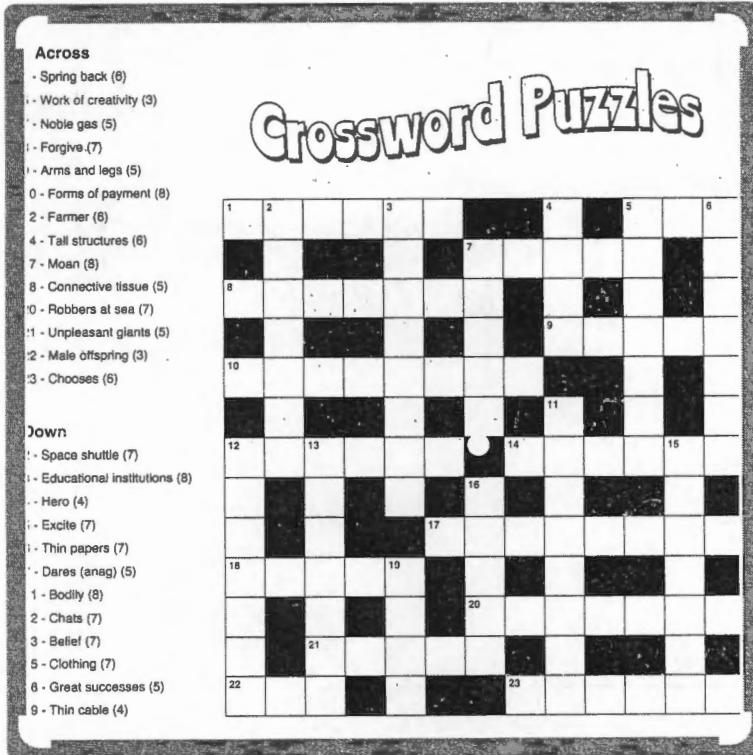 Across
- Spring back (6)
- Work of creativity (3)
- Noble gas (5)
- Forgive (7)
- Arms and legs (5)
0 - Forms of payment (8)
2 - Farmer (6)
4 - Tall structures (6)
7 - Moan (8)
8 - Connective tissue (5)
0 - Robbers at sea (7)
1 - Unpleasant giants (5)
2 - Male offspring (3)
3 - Chooses (6)
Down
- Space shuttle (7)
- Educational institutions (8)
- Hero (4)
- Excite (7)
- Thin papers (7)
- Dares (anag) (5)
1 - Bodily (8)
2 - Chats (7)
3 - Belief (7)
5 - Clothing (7)
6 - Great successes (5)
9 - Thin cable (4)
Crossword Puzzles
1 2 3 4 5 6
7
8
9
10
11
12 13 14 15
16
17
18 19
20
21
22 23